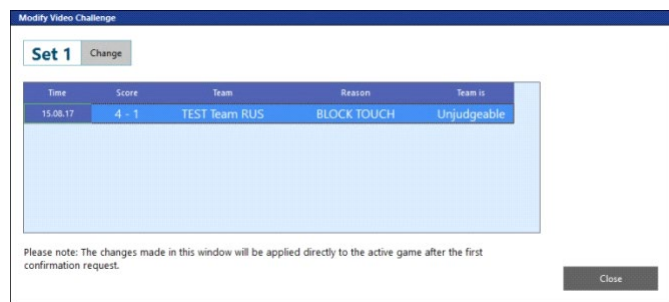 Modify Video Challenge
Set 1 Change
Time Score Team Reason Team is
15.08.17 4 - 1 TEST Team RUS BLOCK TOUCH Unjudgeable
Please note: The changes made in this window will be applied directly to the active game after the first
confirmation request.
Close